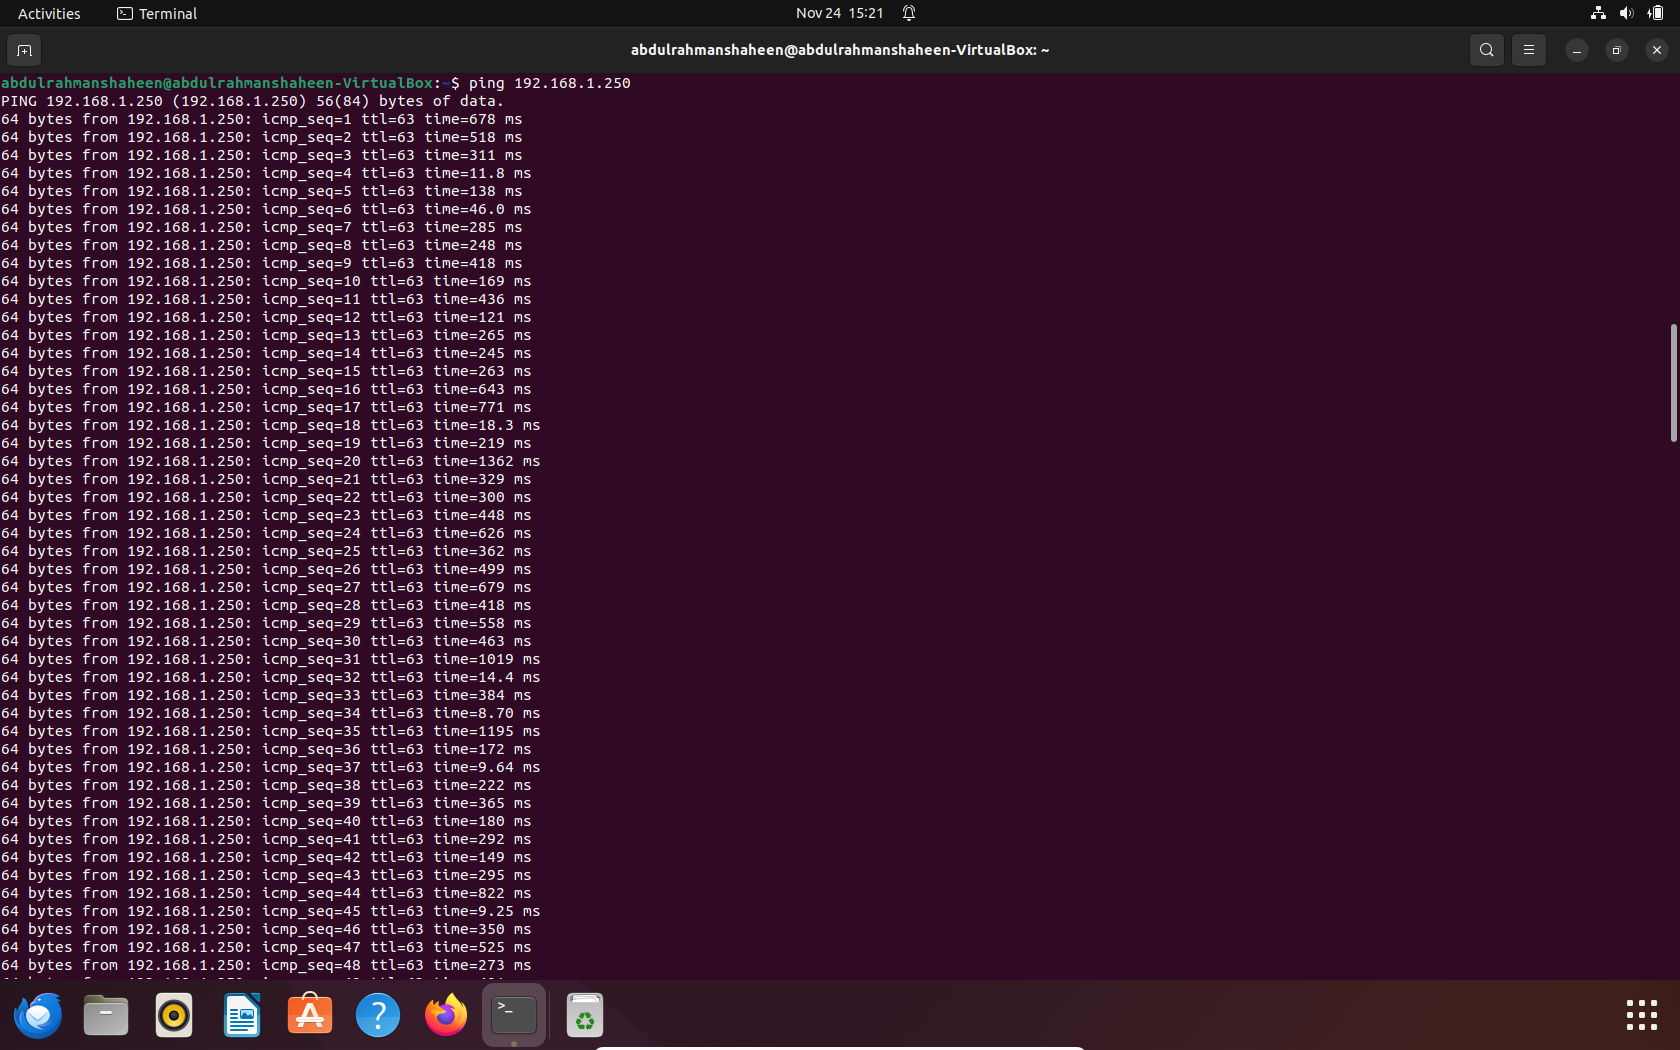 Activities
Terminal
Nov 24 15:21
abdulrahmanshaheen@abdulrahmanshaheen-VirtualBox: ~
abdulrahmanshaheen@abdulrahmanshaheen-VirtualBox:~$ ping 192.168.1.250
PING 192.168.1.250 (192.168.1.250) 56(84) bytes of data.
64 bytes from 192.168.1.250: icmp_seq=1 ttl=63 time=678 ms
64 bytes from 192.168.1.250: icmp_seq=2 ttl=63 time=518 ms
64 bytes from 192.168.1.250: icmp_seq=3 ttl=63 time=311 ms
64 bytes from 192.168.1.250: icmp_seq=4 ttl=63 time=11.8 ms
64 bytes from 192.168.1.250: icmp_seq=5 ttl=63 time=138 ms
64 bytes from 192.168.1.250: icmp_seq=6 ttl=63 time=46.0 ms
64 bytes from 192.168.1.250: icmp_seq=7 ttl=63 time=285 ms
64 bytes from 192.168.1.250: icmp_seq=8 ttl=63 time=248 ms
64 bytes from 192.168.1.250: icmp_seq=9 ttl=63 time=418 ms
64 bytes from 192.168.1.250: icmp_seq=10 ttl=63 time=169 ms
64 bytes from 192.168.1.250: icmp_seq=11 ttl=63 time=436 ms
64 bytes from 192.168.1.250: icmp_seq=12 ttl=63 time=121 ms
64 bytes from 192.168.1.250: icmp_seq=13 ttl=63 time=265 ms
64 bytes from 192.168.1.250: icmp_seq=14 ttl=63 time=245 ms
64 bytes from 192.168.1.250: icmp_seq=15 ttl=63 time=263 ms
64 bytes from 192.168.1.250: icmp_seq=16 ttl=63 time=643 ms
64 bytes from 192.168.1.250: icmp_seq=17 ttl=63 time=771 ms
64 bytes from 192.168.1.250: icmp_seq=18 ttl=63 time=18.3 ms
64 bytes from 192.168.1.250: icmp_seq=19 ttl=63 time=219 ms
64 bytes from 192.168.1.250: icmp_seq=20 ttl=63 time=1362 ms
64 bytes from 192.168.1.250: icmp_seq=21 ttl=63 time=329 ms
64 bytes from 192.168.1.250: icmp_seq=22 ttl=63 time=300 ms
64 bytes from 192.168.1.250: icmp_seq=23 ttl=63 time=448 ms
64 bytes from 192.168.1.250: icmp_seq=24 ttl=63 time=626 ms
64 bytes from 192.168.1.250: icmp_seq=25 ttl=63 time=362 ms
64 bytes from 192.168.1.250: icmp_seq=26 ttl=63 time=499 ms
64 bytes from 192.168.1.250: icmp_seq=27 ttl=63 time=679 ms
64 bytes from 192.168.1.250: icmp_seq=28 ttl=63 time=418 ms
64 bytes from 192.168.1.250: icmp_seq=29 ttl=63 time=558 ms
64 bytes from 192.168.1.250: icmp_seq=30 ttl=63 time=463 ms
64 bytes from 192.168.1.250: icmp_seq=31 ttl=63 time=1019 ms
64 bytes from 192.168.1.250: icmp_seq=32 ttl=63 time=14.4 ms
64 bytes from 192.168.1.250: icmp_seq=33 ttl=63 time=384 ms
64 bytes from 192.168.1.250: icmp_seq=34 ttl=63 time=8.70 ms
64 bytes from 192.168.1.250: icmp_seq=35 ttl=63 time=1195 ms
64 bytes from 192.168.1.250: icmp_seq=36 ttl=63 time=172 ms
64 bytes from 192.168.1.250: icmp_seq=37 ttl=63 time=9.64 ms
64 bytes from 192.168.1.250: icmp_seq=38 ttl=63 time=222 ms
64 bytes from 192.168.1.250: icmp_seq=39 ttl=63 time=365 ms
64 bytes from 192.168.1.250: icmp_seq=40 ttl=63 time=180 ms
64 bytes from 192.168.1.250: icmp_seq=41 ttl=63 time=292 ms
64 bytes from 192.168.1.250: icmp_seq=42 ttl=63 time=149 ms
64 bytes from 192.168.1.250: icmp_seq=43 ttl=63 time=295 ms
64 bytes from 192.168.1.250: icmp_seq=44 ttl=63 time=822 ms
64 bytes from 192.168.1.250: icmp_seq=45 ttl=63 time=9.25 ms
64 bytes from 192.168.1.250: icmp_seq=46 ttl=63 time=350 ms
64 bytes from 192.168.1.250: icmp_seq=47 ttl=63 time=525 ms
64 bytes from 192.168.1.250: icmp_seq=48 ttl=63 time=273 ms